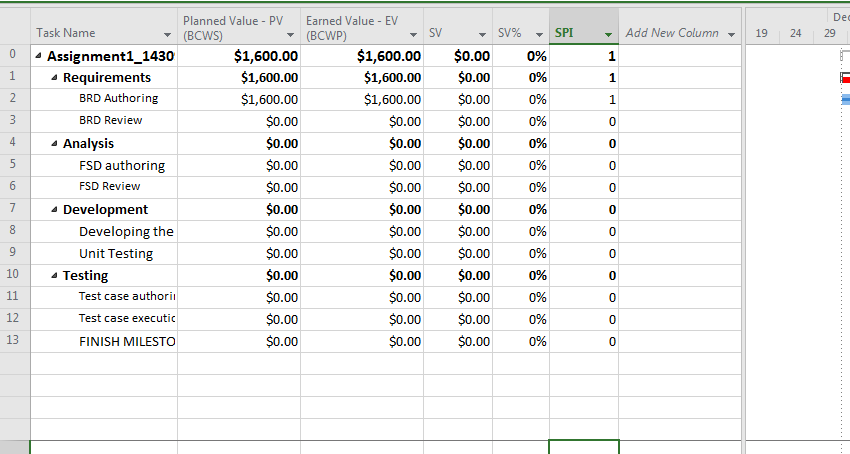 Task Name Planned Value - PV (BCWS) Earned Value - EV (BCWP) SV SV% SPI Add New Column 19 24 29 Dec
0 Assignment1_1430 $1,600.00 $1,600.00 $0.00 0% 1
1 Requirements $1,600.00 $1,600.00 $0.00 0% 1
2 BRD Authoring $1,600.00 $1,600.00 $0.00 0% 1
3 BRD Review $0.00 $0.00 $0.00 0% 0
4 Analysis $0.00 $0.00 $0.00 0% 0
5 FSD authoring $0.00 $0.00 $0.00 0% 0
6 FSD Review $0.00 $0.00 $0.00 0% 0
7 Development $0.00 $0.00 $0.00 0% 0
8 Developing the $0.00 $0.00 $0.00 0% 0
9 Unit Testing $0.00 $0.00 $0.00 0% 0
10 Testing $0.00 $0.00 $0.00 0% 0
11 Test case authori $0.00 $0.00 $0.00 0% 0
12 Test case executic $0.00 $0.00 $0.00 0% 0
13 FINISH MILESTO $0.00 $0.00 $0.00 0% 0